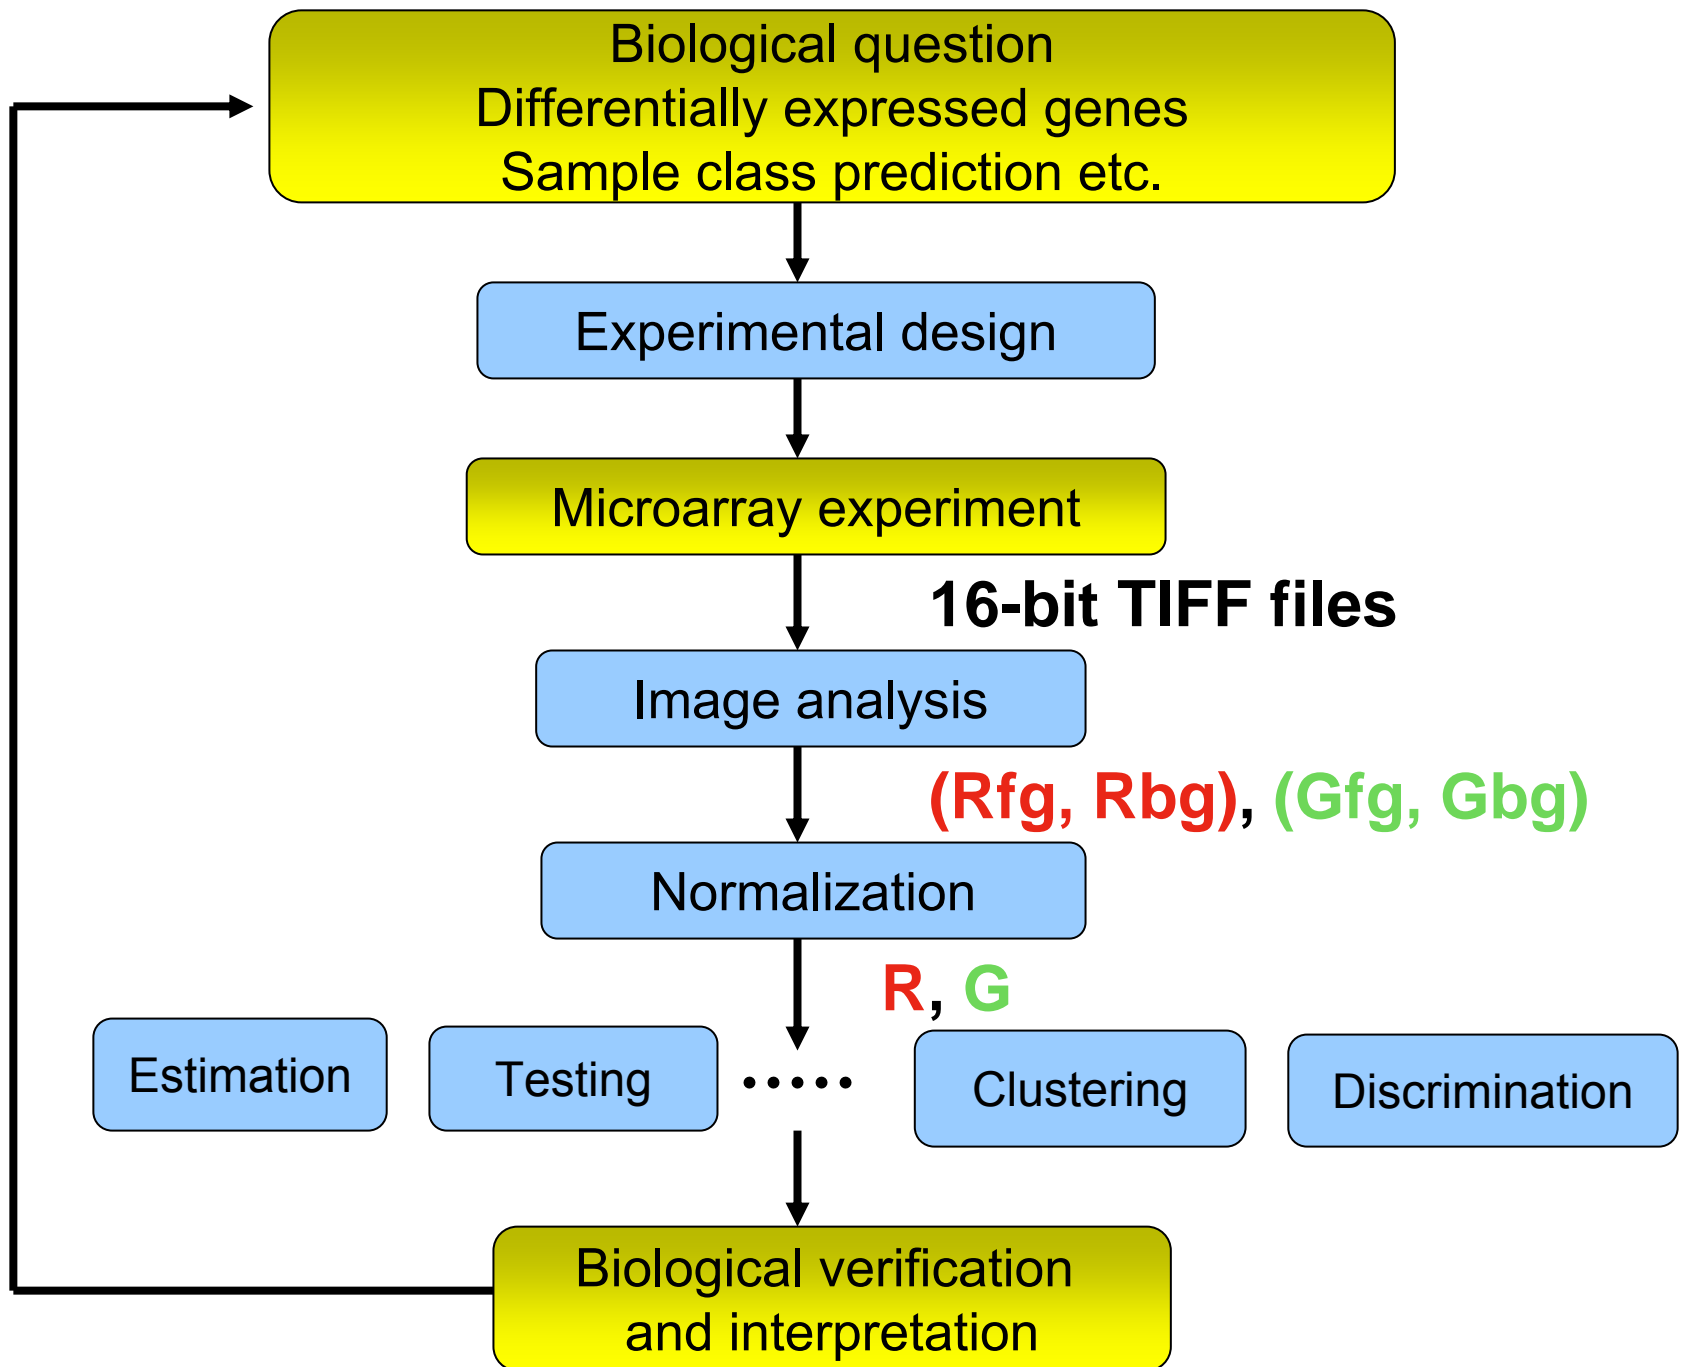 Biological question
Differentially expressed genes
Sample class prediction etc.
Experimental design
Microarray experiment
16-bit TIFF files
Image analysis
(Rfg, Rbg), (Gfg, Gbg)
Normalization
R, G
Estimation
Testing
.....
Clustering
Discrimination
Biological verification
and interpretation